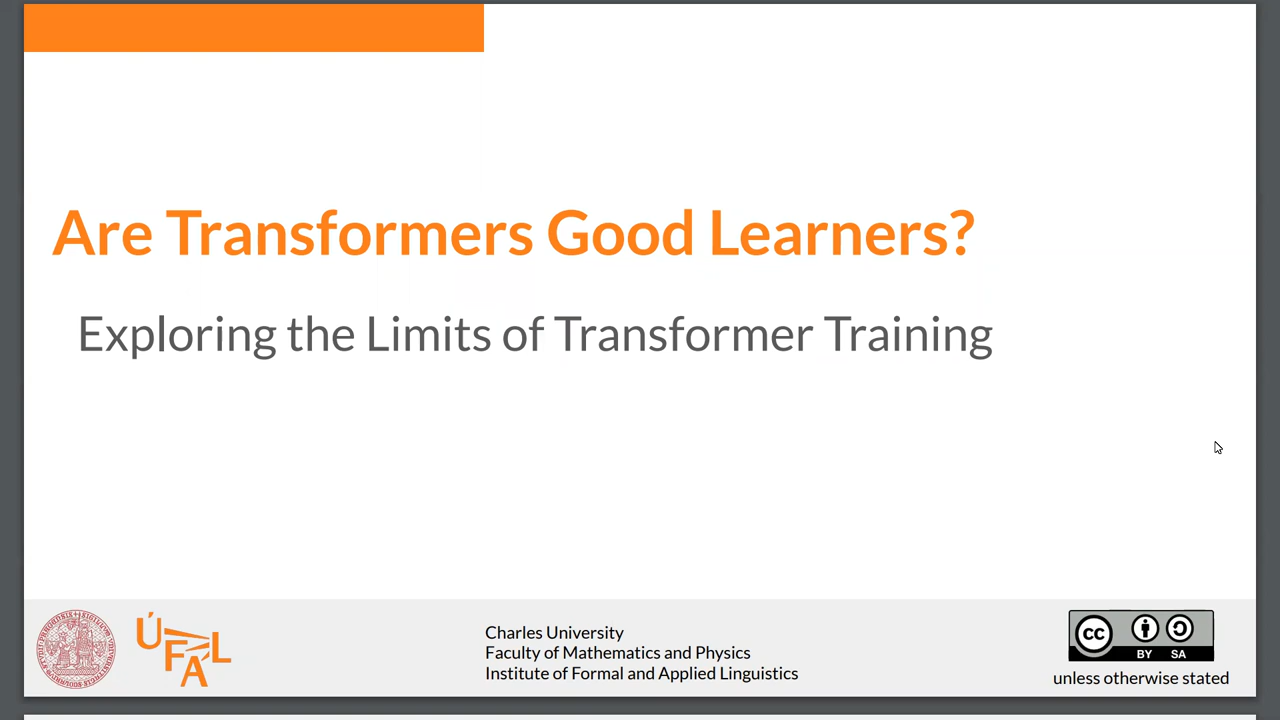 Are Transformers Good Learners?
Exploring the Limits of Transformer Training
ÚFAL
Charles University
Faculty of Mathematics and Physics
Institute of Formal and Applied Linguistics
cc
BY SA
unless otherwise stated